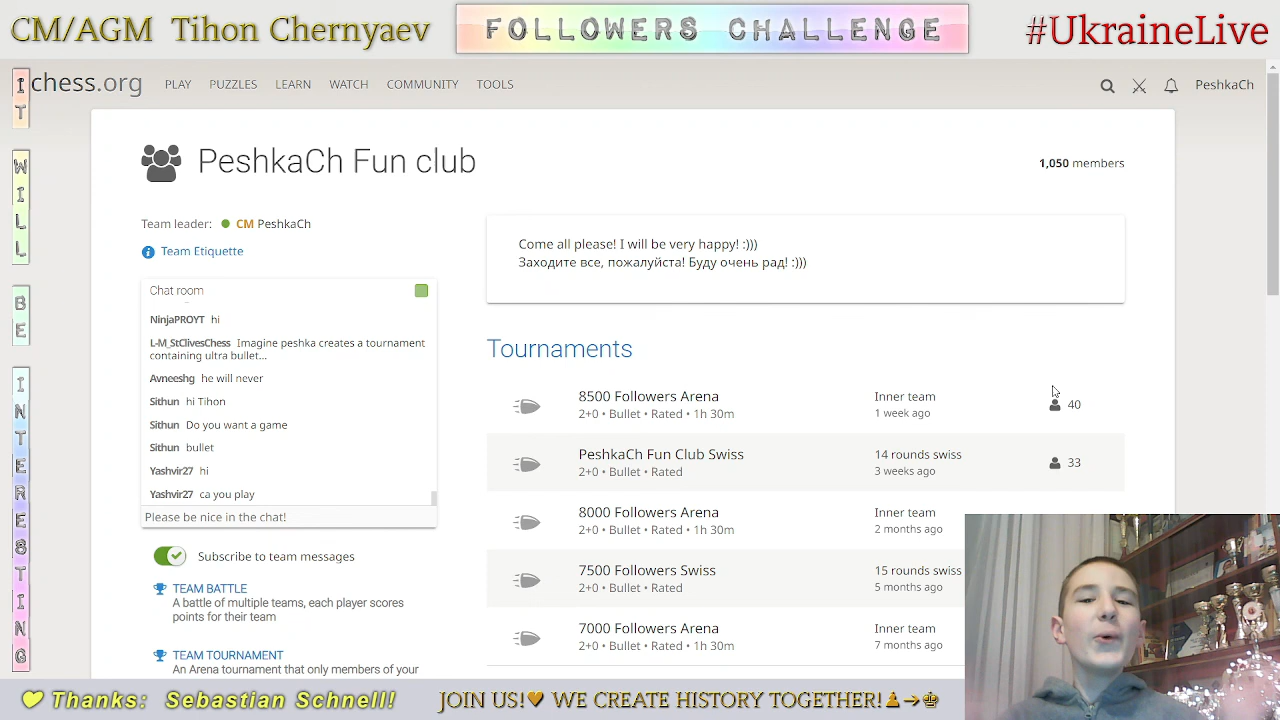 CM/AGM Tihon Chernyaev
FOLLOWERS CHALLENGE
#UkraineLive
IT
WILL
BE
INTERESTING
chess.org
PLAY
PUZZLES
LEARN
WATCH
COMMUNITY
TOOLS
PeshkaCh
PeshkaCh Fun club
1,050 members
Team leader: CM PeshkaCh
Team Etiquette
Come all please! I will be very happy! :)))
Заходите все, пожалуйста! Буду очень рад! :)))
Chat room
NinjaPROYT hi
L-M_StClivesChess Imagine peshka creates a tournament
containing ultra bullet...
Avneeshg he will never
Sithun hi Tihon
Sithun Do you want a game
Sithun bullet
Yashvir27 hi
Yashvir27 ca you play
Please be nice in the chat!
Subscribe to team messages
TEAM BATTLE
A battle of multiple teams, each player scores
points for their team
TEAM TOURNAMENT
An Arena tournament that only members of your
Tournaments
8500 Followers Arena
2+0 • Bullet • Rated • 1h 30m
Inner team
1 week ago
40
PeshkaCh Fun Club Swiss
2+0 • Bullet • Rated
14 rounds swiss
3 weeks ago
33
8000 Followers Arena
2+0 • Bullet • Rated • 1h 30m
Inner team
2 months ago
7500 Followers Swiss
2+0 • Bullet • Rated
15 rounds swiss
5 months ago
7000 Followers Arena
2+0 • Bullet • Rated • 1h 30m
Inner team
7 months ago
Thanks: Sebastian Schnell!
JOIN US!🧡 WE CREATE HISTORY TOGETHER!♟→♚